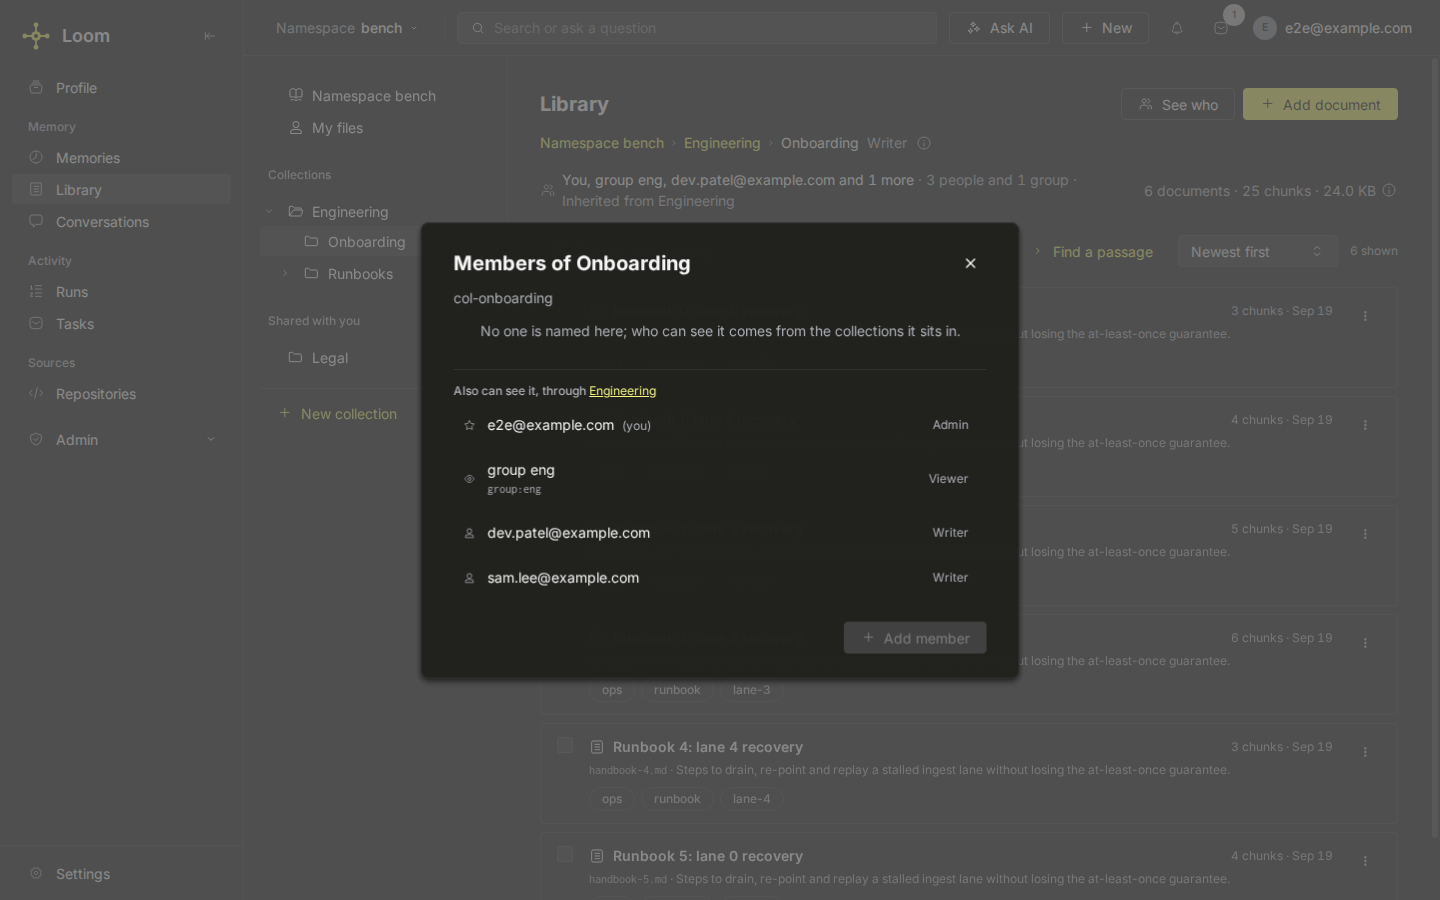 Loom
Profile
Memory
Memories
Library
Conversations
Activity
Runs
Tasks
Sources
Repositories
Admin
Settings
Namespace bench
Search or ask a question
Ask AI
New
1
E
e2e@example.com
Namespace bench
My files
Collections
Engineering
Onboarding
Runbooks
Shared with you
Legal
New collection
Library
See who
Add document
Namespace bench › Engineering › Onboarding Writer
You, group eng, dev.patel@example.com and 1 more · 3 people and 1 group ·
Inherited from Engineering
6 documents · 25 chunks · 24.0 KB
Find a passage
Newest first
6 shown
Members of Onboarding
col-onboarding
No one is named here; who can see it comes from the collections it sits in.
Also can see it, through Engineering
e2e@example.com (you)
Admin
group eng
group:eng
Viewer
dev.patel@example.com
Writer
sam.lee@example.com
Writer
Add member
3 chunks · Sep 19
ut losing the at-least-once guarantee.
4 chunks · Sep 19
ut losing the at-least-once guarantee.
5 chunks · Sep 19
ut losing the at-least-once guarantee.
6 chunks · Sep 19
ut losing the at-least-once guarantee.
ops runbook lane-3
Runbook 4: lane 4 recovery
3 chunks · Sep 19
handbook-4.md · Steps to drain, re-point and replay a stalled ingest lane without losing the at-least-once guarantee.
ops runbook lane-4
Runbook 5: lane 0 recovery
4 chunks · Sep 19
handbook-5.md · Steps to drain, re-point and replay a stalled ingest lane without losing the at-least-once guarantee.